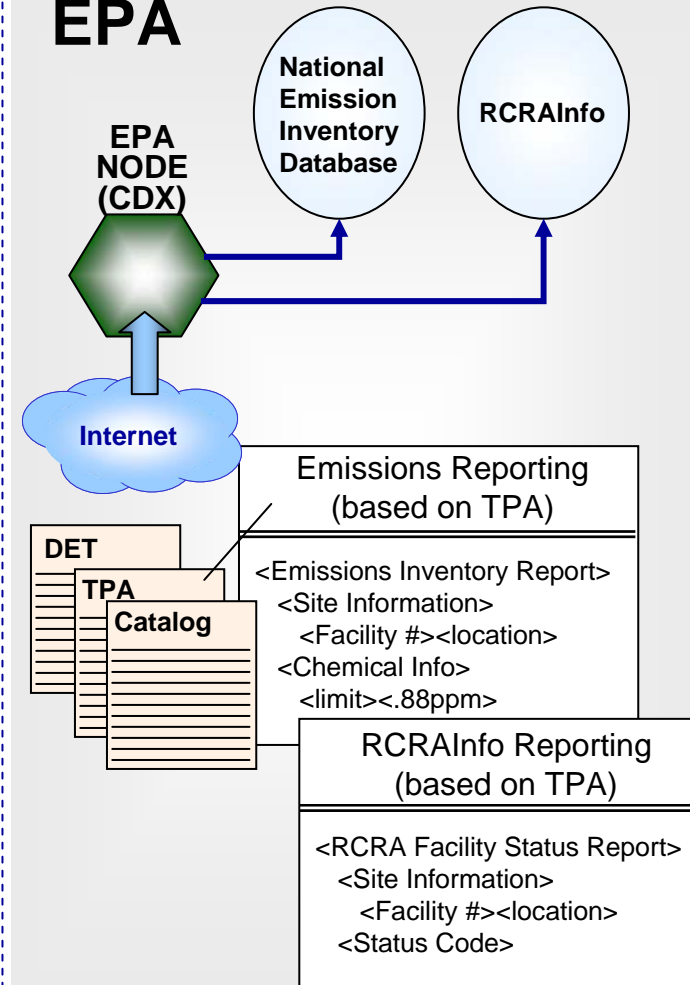 EPA
National
Emission
Inventory
Database
RCRAInfo
EPA
NODE
(CDX)
Internet
Emissions Reporting
(based on TPA)
<Emissions Inventory Report>
<Site Information>
<Facility #><location>
<Chemical Info>
<limit><.88ppm>
DET
TPA
Catalog
RCRAInfo Reporting
(based on TPA)
<RCRA Facility Status Report>
<Site Information>
<Facility #><location>
<Status Code>